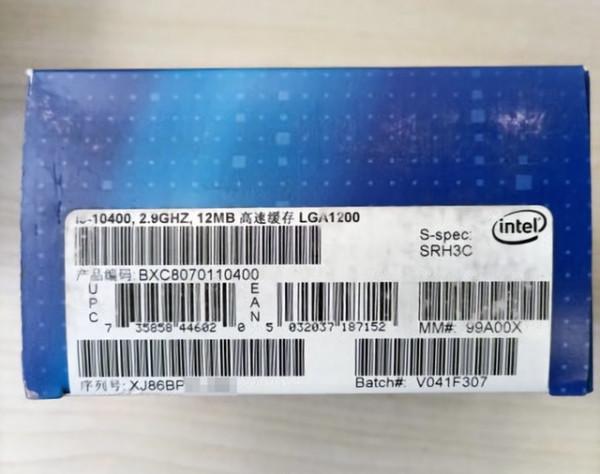 i5-10400, 2.9GHZ, 12MB 高速缓存 LGA1200
intel
S-spec:
SRH3C
产品编码: BXC8070110400
UPC
7 35858 44602 0
EAN
5 032037 187152
MM#: 99A00X
序列号: XJ86BP
Batch#: V041F307